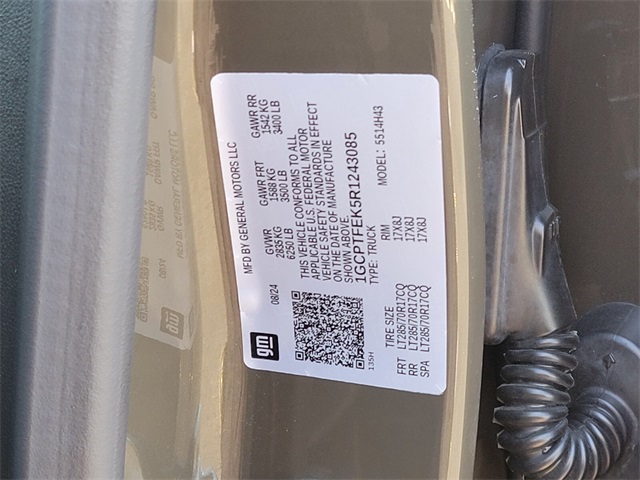 MFD BY GENERAL MOTORS LLC
08/24 GVWR GAWR FRT GAWR RR
2835 KG 1588 KG 1542 KG
6250 LB 3500 LB 3400 LB
THIS VEHICLE CONFORMS TO ALL
APPLICABLE U.S. FEDERAL MOTOR
VEHICLE SAFETY STANDARDS IN EFFECT
ON THE DATE OF MANUFACTURE
SHOWN ABOVE.
1GCPTFEK5R1243085
TYPE: TRUCK MODEL: 5514H43
gm
13SH
TIRE SIZE RIM
FRT LT285/70R17CQ 17X8J
RR LT285/70R17CQ 17X8J
SPA LT285/70R17CQ 17X8J